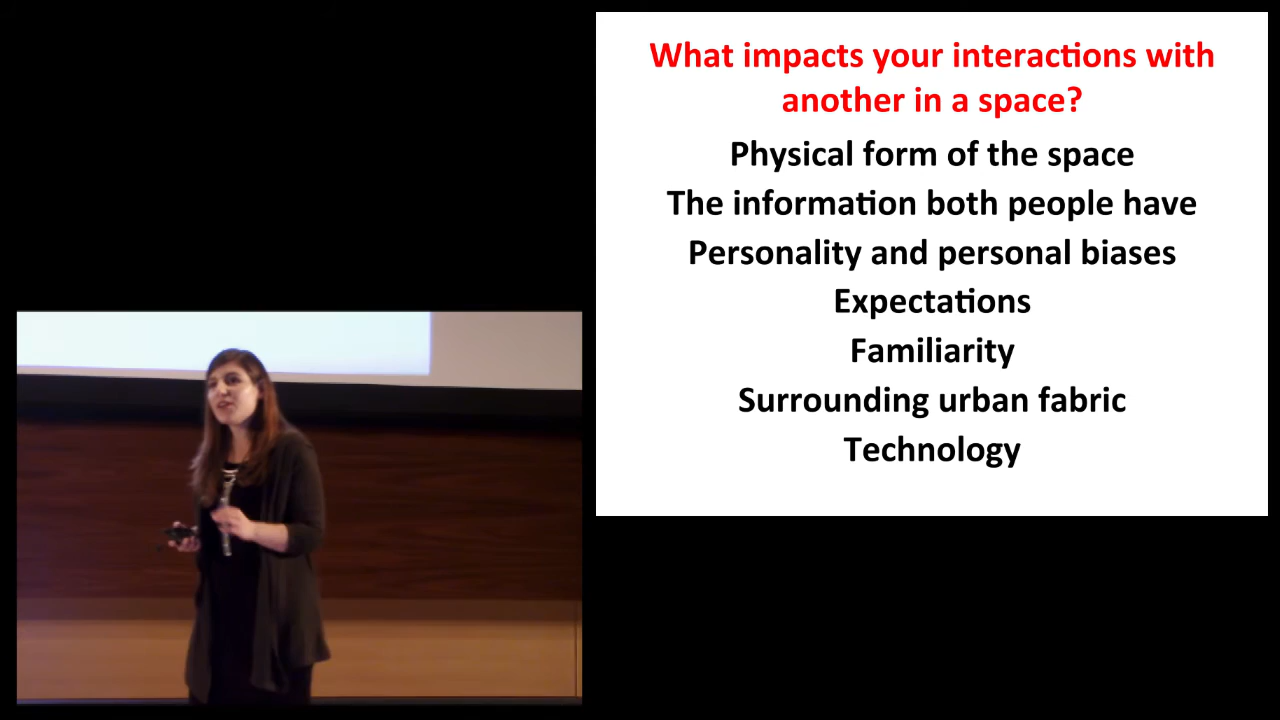 What impacts your interactions with
another in a space?
Physical form of the space
The information both people have
Personality and personal biases
Expectations
Familiarity
Surrounding urban fabric
Technology